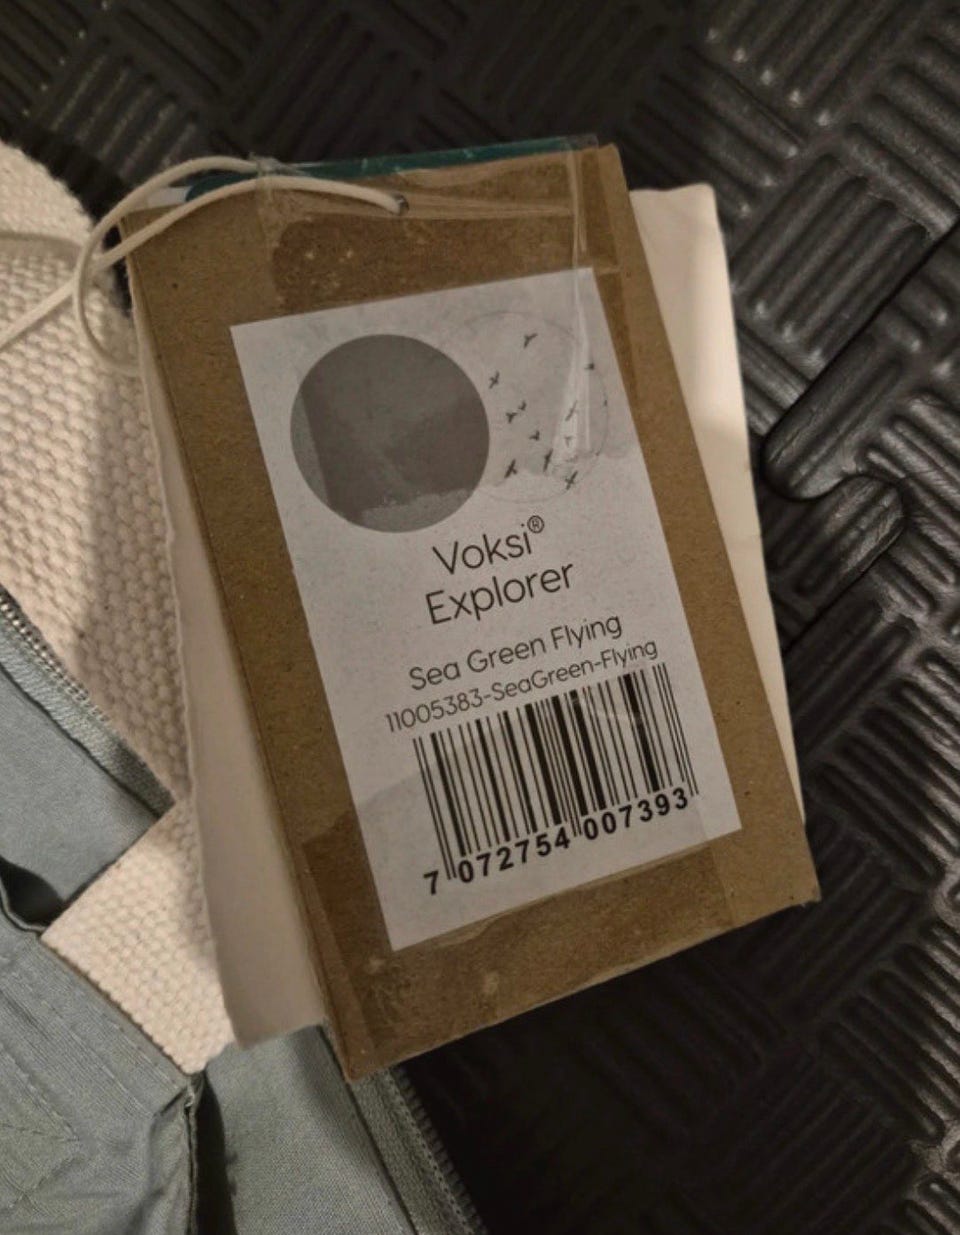 Voksi®
Explorer
Sea Green Flying
11005383-SeaGreen-Flying
7 072754 007393